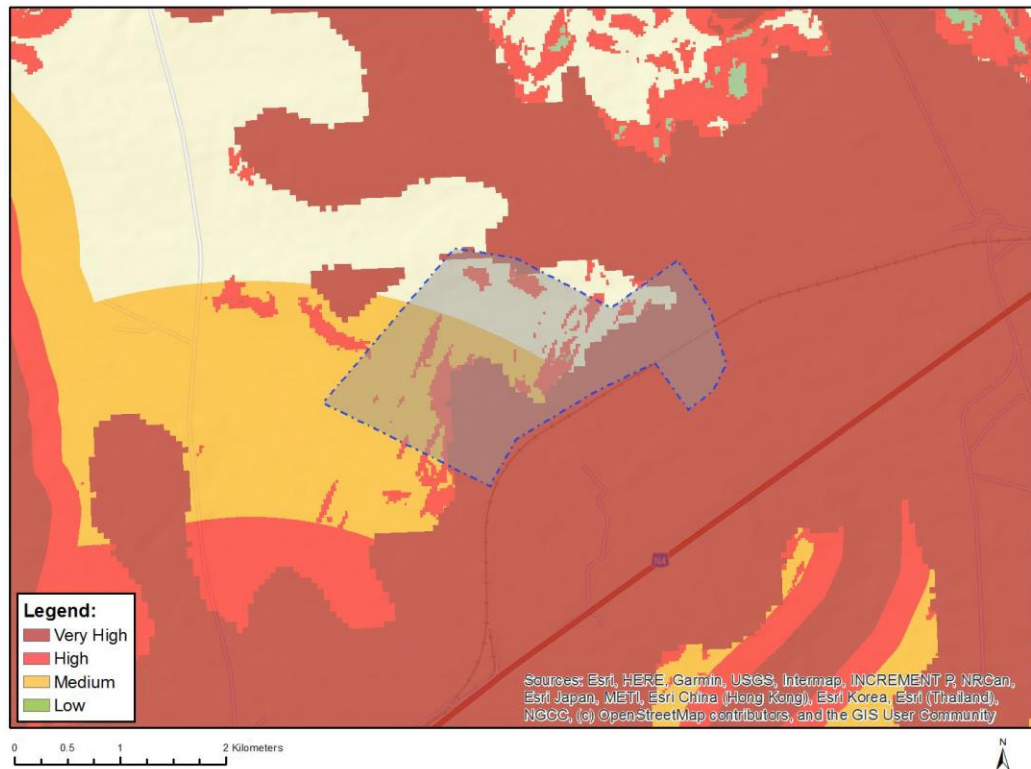 N4
Legend:
Very High
High
Medium
Low
Sources: Esri, HERE, Garmin, USGS, Intermap, INCREMENT P, NRCan,
Esri Japan, METI, Esri China (Hong Kong), Esri Korea, Esri (Thailand),
NGCC, (c) OpenStreetMap contributors, and the GIS User Community
0 0.5 1 2 Kilometers
N